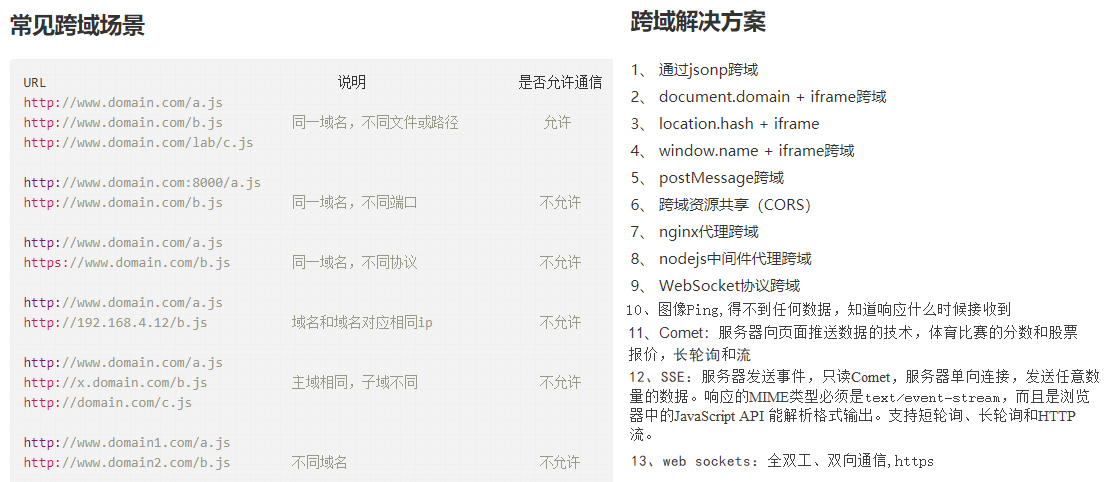 常见跨域场景
URL 说明 是否允许通信
http://www.domain.com/a.js
http://www.domain.com/b.js 同一域名，不同文件或路径 允许
http://www.domain.com/lab/c.js
http://www.domain.com:8000/a.js
http://www.domain.com/b.js 同一域名，不同端口 不允许
http://www.domain.com/a.js
https://www.domain.com/b.js 同一域名，不同协议 不允许
http://www.domain.com/a.js
http://192.168.4.12/b.js 域名和域名对应相同ip 不允许
http://www.domain.com/a.js
http://x.domain.com/b.js 主域相同，子域不同 不允许
http://domain.com/c.js
http://www.domain1.com/a.js
http://www.domain2.com/b.js 不同域名 不允许
跨域解决方案
1、 通过jsonp跨域
2、 document.domain + iframe跨域
3、 location.hash + iframe
4、 window.name + iframe跨域
5、 postMessage跨域
6、 跨域资源共享（CORS）
7、 nginx代理跨域
8、 nodejs中间件代理跨域
9、 WebSocket协议跨域
10、图像Ping,得不到任何数据，知道响应什么时候接收到
11、Comet：服务器向页面推送数据的技术，体育比赛的分数和股票
报价，长轮询和流
12、SSE：服务器发送事件，只读Comet，服务器单向连接，发送任意数
量的数据。响应的MIME类型必须是text/event-stream，而且是浏览
器中的JavaScript API 能解析格式输出。支持短轮询、长轮询和HTTP
流。
13、web sockets：全双工、双向通信,https